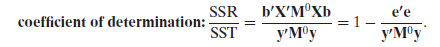 coefficient of determination: SSR/SST = b′X′M⁰Xb/y′M⁰y = 1 − e′e/y′M⁰y.